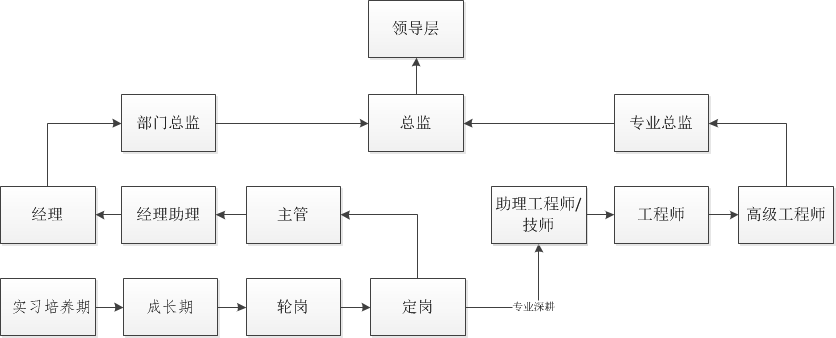 领导层
部门总监
总监
专业总监
经理
经理助理
主管
助理工程师/
技师
工程师
高级工程师
实习培养期
成长期
轮岗
定岗
专业深耕